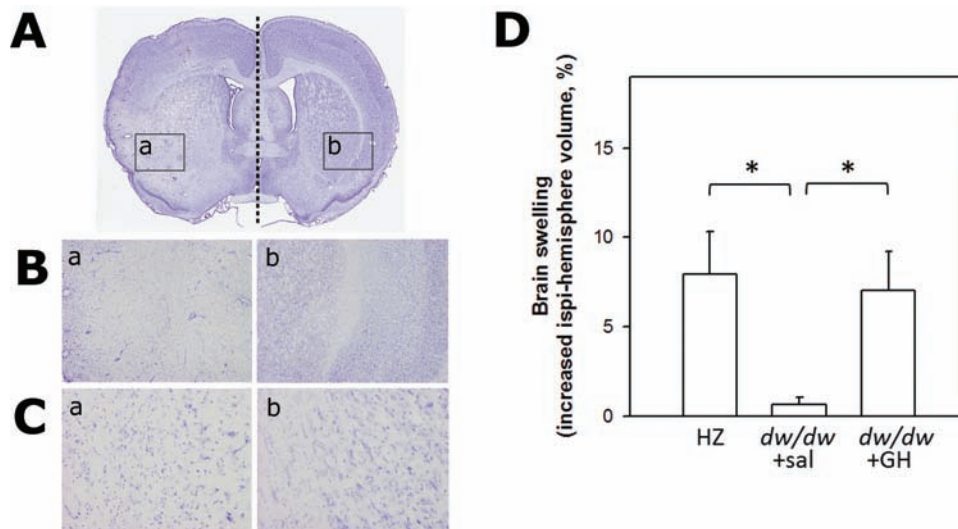 A
a
b
B
a
b
C
a
b
D
Brain swelling
(increased ispi-hemisphere volume, %)
15
10
5
0
*
*
HZ
dw/dw
+sal
dw/dw
+GH